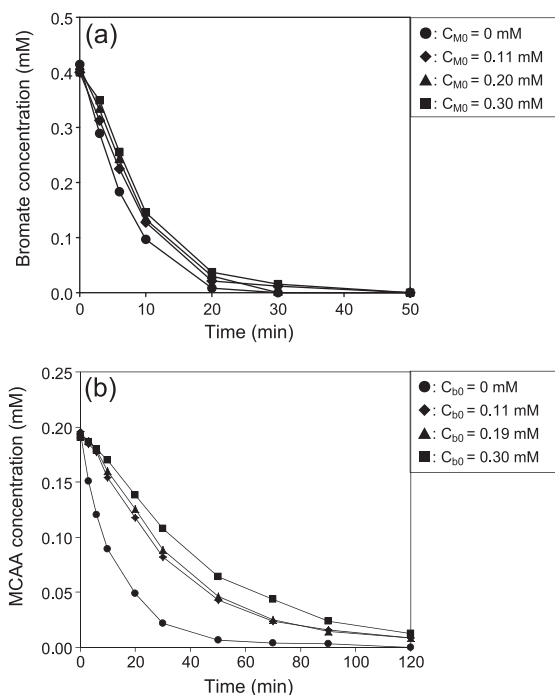 (a)
0.5
0.4
0.3
0.2
0.1
0.0
Bromate concentration (mM)
0 10 20 30 40 50
Time (min)
●: C_M0 = 0 mM
◆: C_M0 = 0.11 mM
▲: C_M0 = 0.20 mM
■: C_M0 = 0.30 mM
(b)
0.25
0.20
0.15
0.10
0.05
0.00
MCAA concentration (mM)
0 20 40 60 80 100 120
Time (min)
●: C_b0 = 0 mM
◆: C_b0 = 0.11 mM
▲: C_b0 = 0.19 mM
■: C_b0 = 0.30 mM